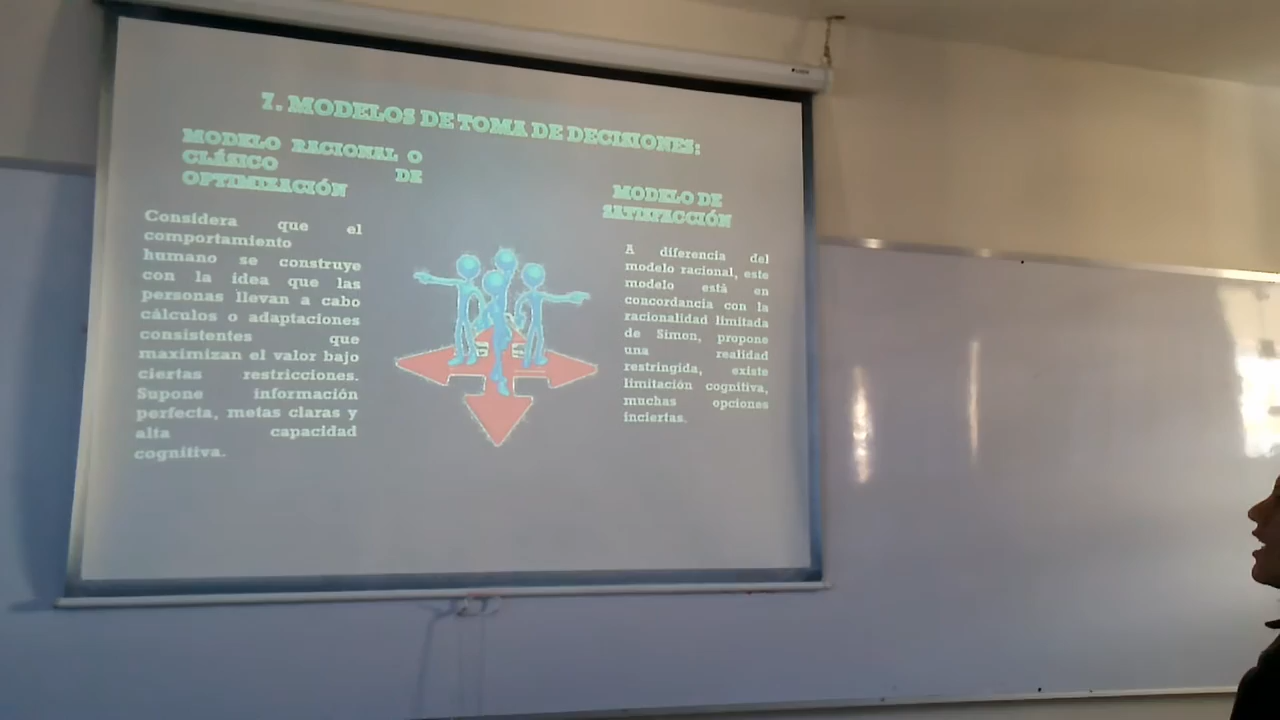 7. MODELOS DE TOMA DE DECISIONES:
MODELO RACIONAL O
CLÁSICO DE
OPTIMIZACIÓN
Considera que el
comportamiento
humano se construye
con la idea que las
personas llevan a cabo
cálculos o adaptaciones
consistentes que
maximizan el valor bajo
ciertas restricciones.
Supone información
perfecta, metas claras y
alta capacidad
cognitiva.
MODELO DE
SATISFACCIÓN
A diferencia del
modelo racional, este
modelo está en
concordancia con la
racionalidad limitada
de Simon, propone
una realidad
restringida, existe
limitación cognitiva,
muchas opciones
inciertas.